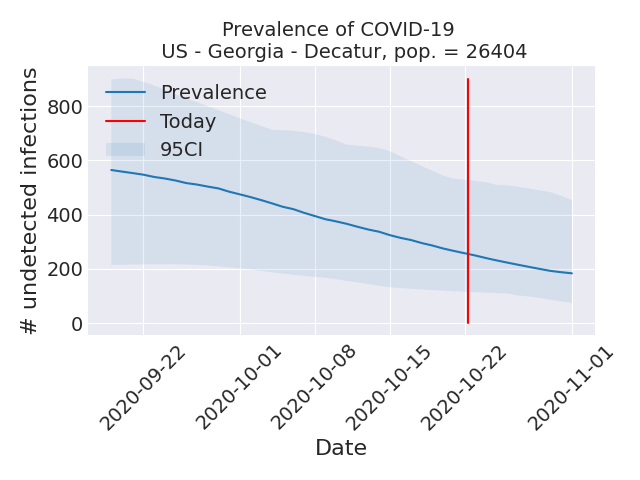 Prevalence of COVID-19
US - Georgia - Decatur, pop. = 26404
# undetected infections
800
600
400
200
0
Prevalence
Today
95CI
2020-09-22
2020-10-01
2020-10-08
2020-10-15
2020-10-22
2020-11-01
Date